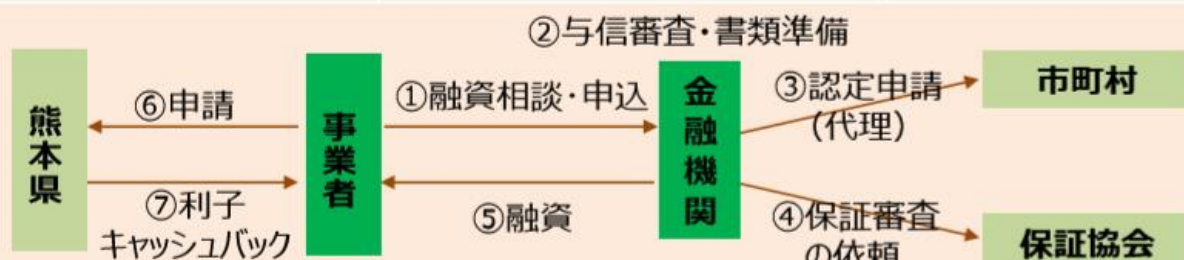 ②与信審査・書類準備
熊本県
⑥申請
⑦利子
キャッシュバック
事業者
①融資相談・申込
⑤融資
金融機関
③認定申請
(代理)
市町村
④保証審査
の依頼
保証協会